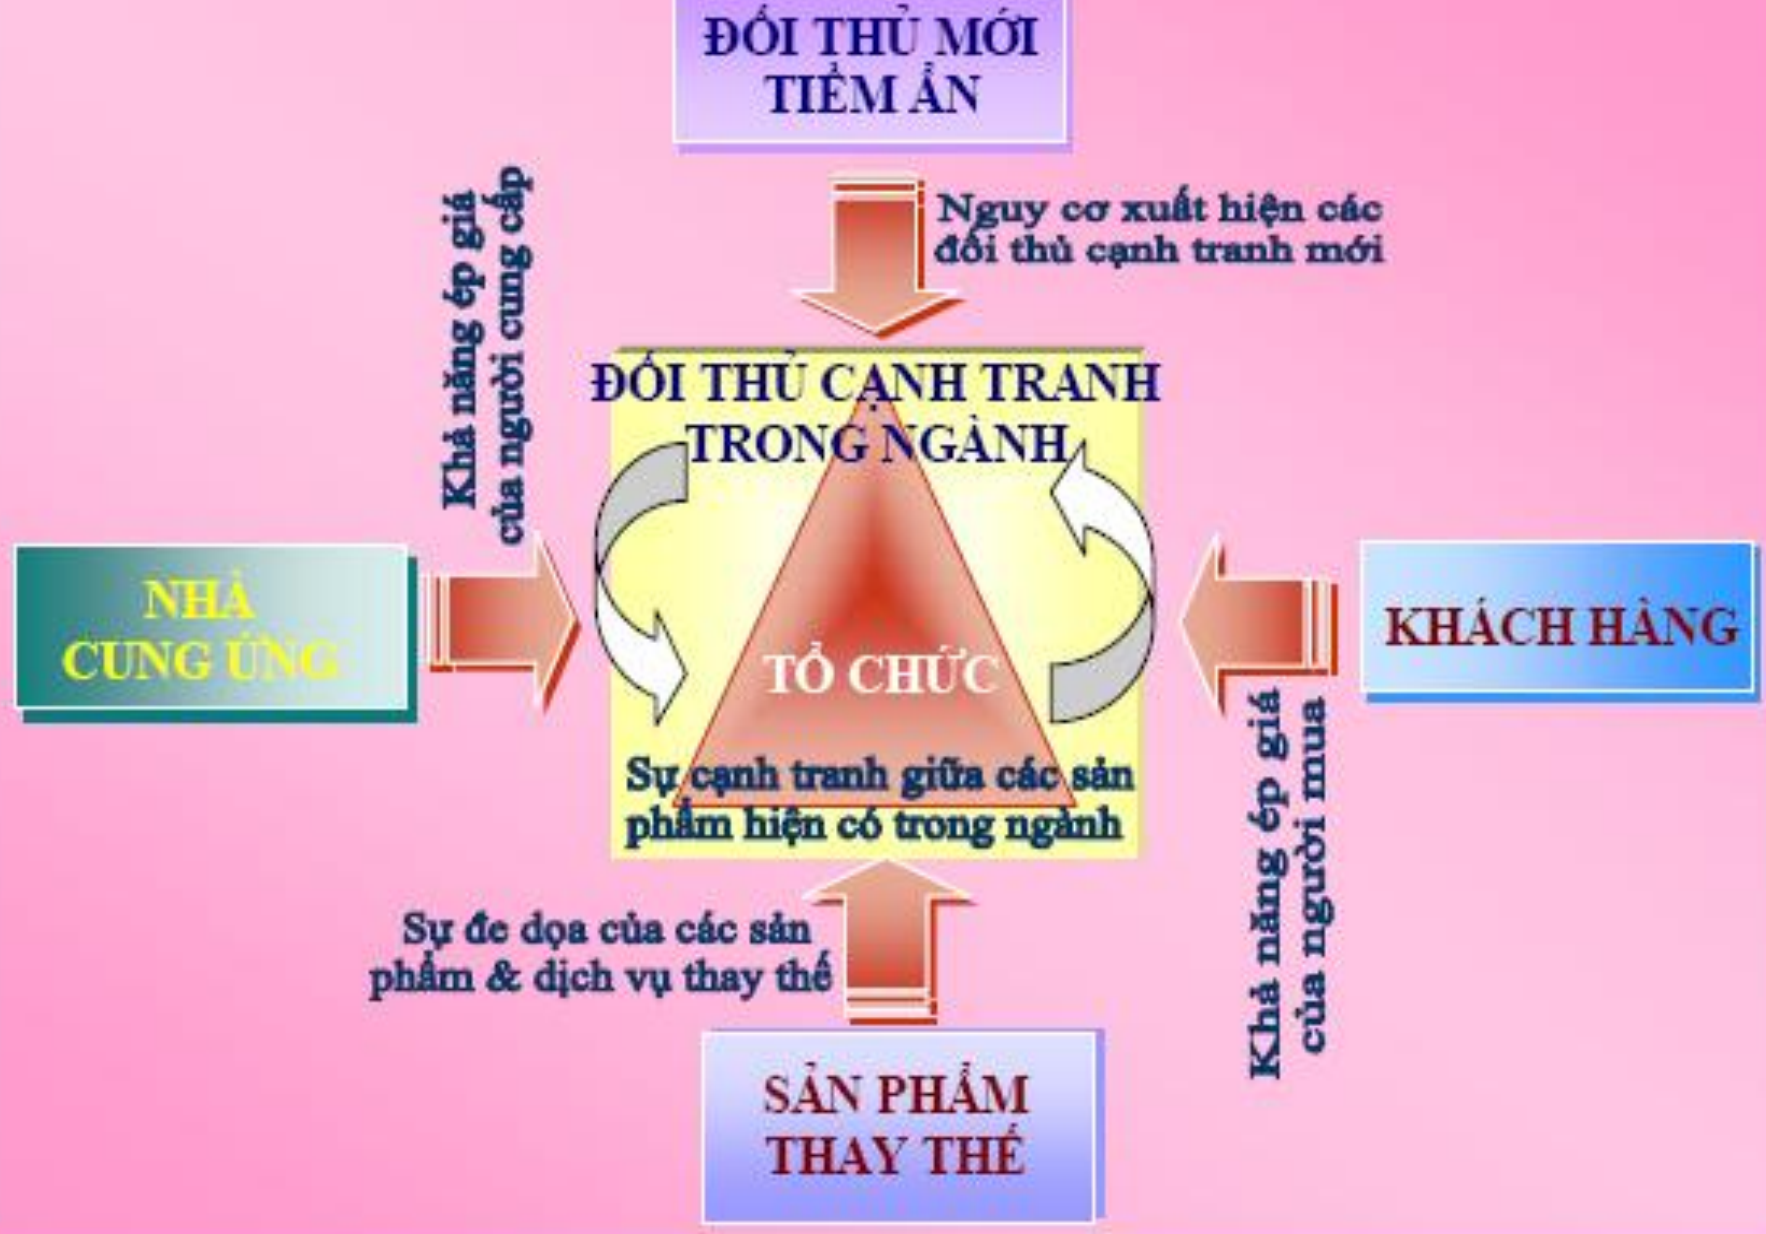 ĐỐI THỦ MỚI
TIỀM ẨN
Nguy cơ xuất hiện các
đối thủ cạnh tranh mới
Khả năng ép giá
của người cung cấp
ĐỐI THỦ CẠNH TRANH
TRONG NGÀNH
NHÀ
CUNG ỨNG
TỔ CHỨC
KHÁCH HÀNG
Sự cạnh tranh giữa các sản
phẩm hiện có trong ngành
Khả năng ép giá
của người mua
Sự đe dọa của các sản
phẩm & dịch vụ thay thế
SẢN PHẨM
THAY THẾ